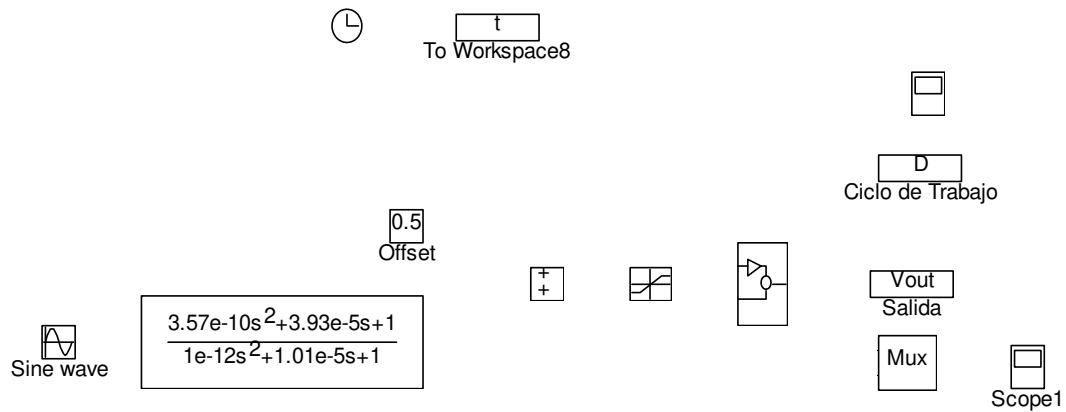 t
To Workspace8
D
Ciclo de Trabajo
0.5
Offset
+
+
Vout
Salida
3.57e-10s2+3.93e-5s+1
1e-12s2+1.01e-5s+1
Sine wave
Mux
Scope1